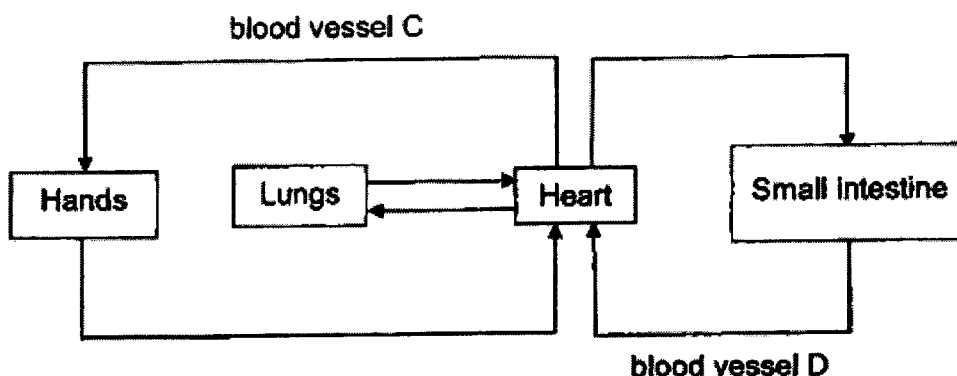 blood vessel C
Hands
Lungs
Heart
Small intestine
blood vessel D